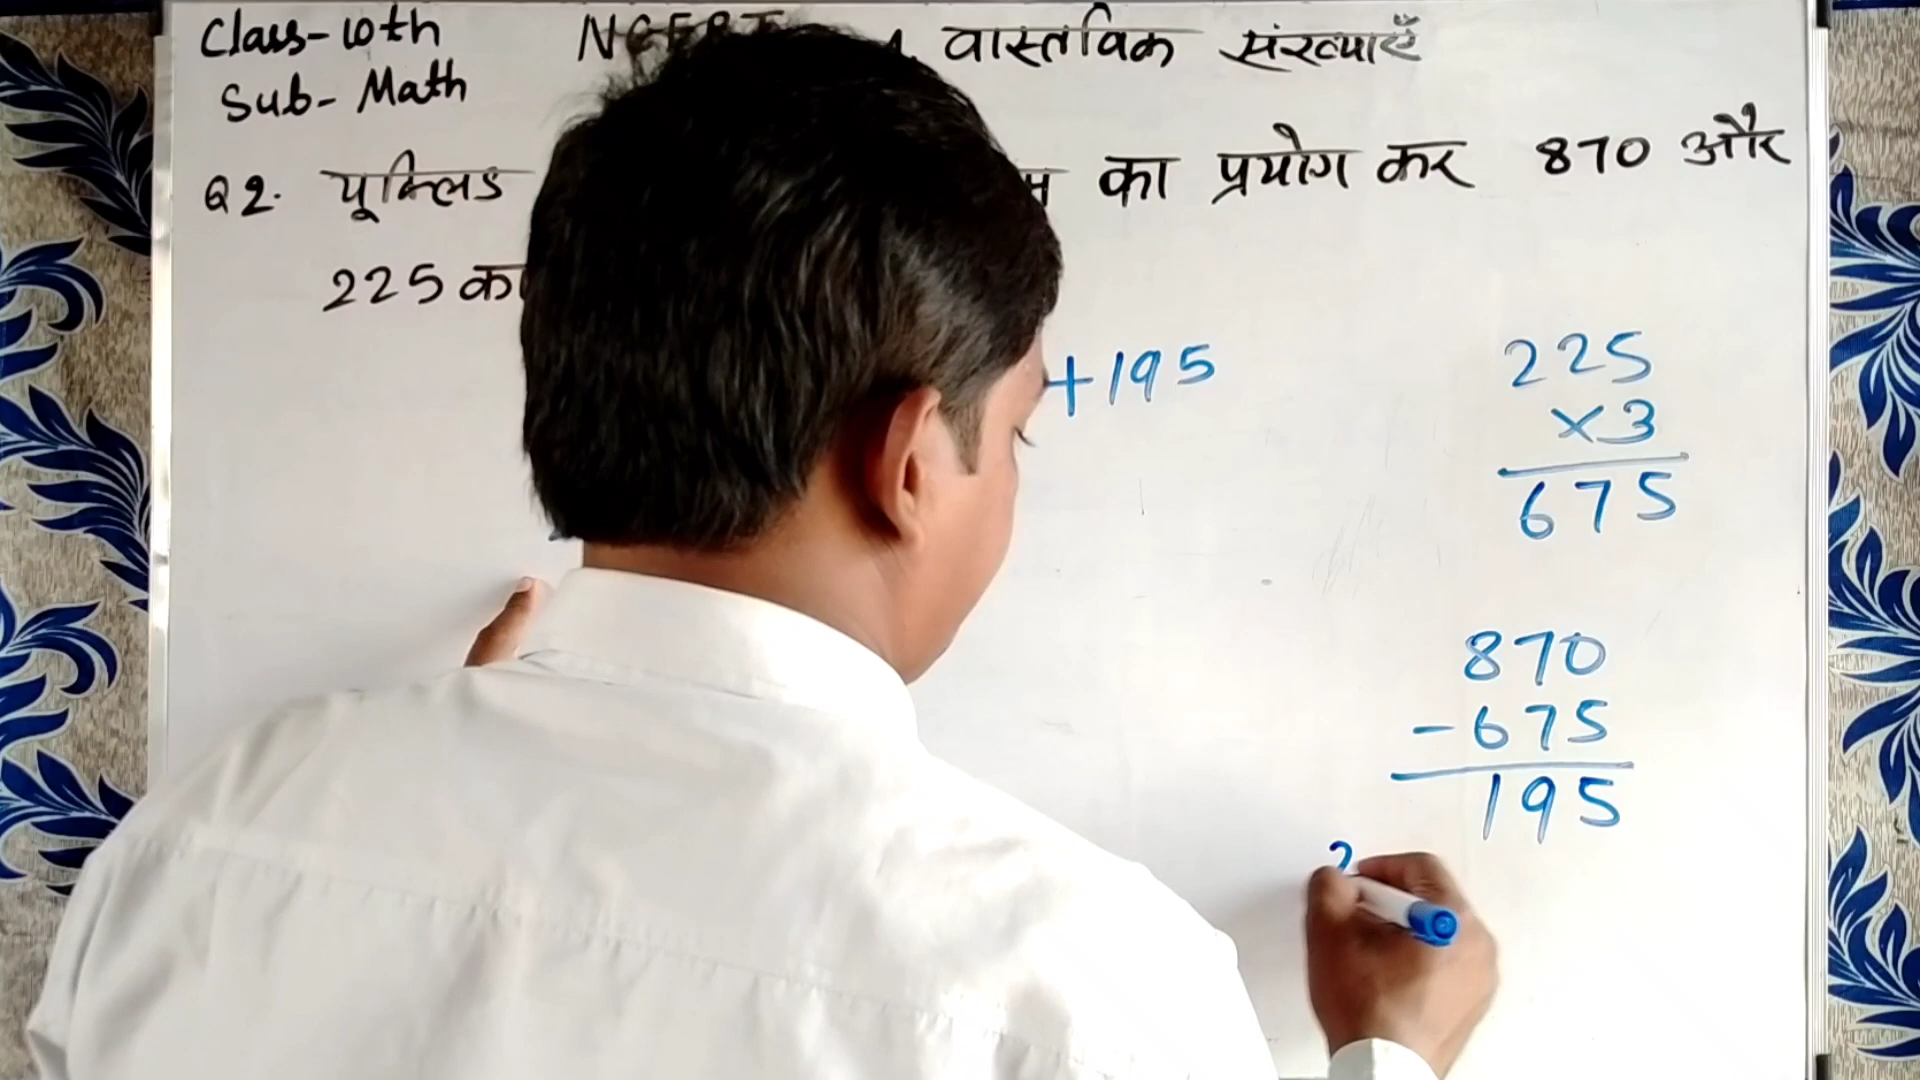 Class-10th
Sub- Math
NCERT 1. वास्तविक संख्याएँ
Q2. यूक्लिड का प्रयोग कर 870 और
225 का
+195
225
×3
675
870
-675
195
2